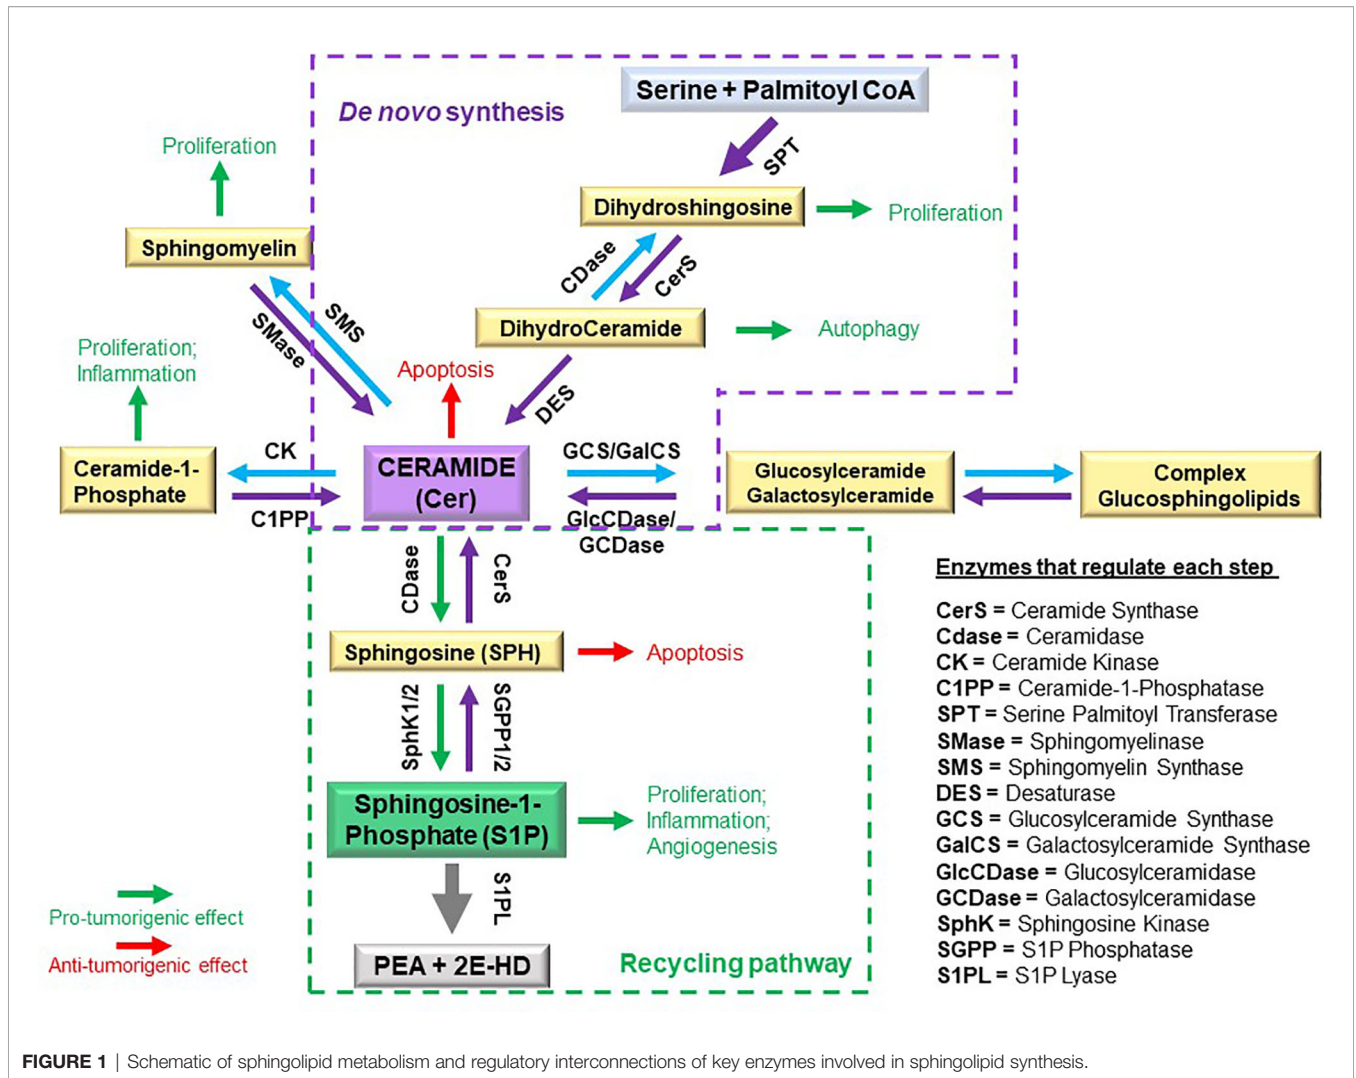 Serine + Palmitoyl CoA
De novo synthesis
SPT
Proliferation
Dihydroshingosine
Proliferation
Sphingomyelin
CDase
CerS
SMS
SMase
DihydroCeramide
Autophagy
Proliferation;
Inflammation
Apoptosis
DES
Ceramide-1-
Phosphate
CK
C1PP
CERAMIDE
(Cer)
GCS/GalCS
GlcCDase/
GCDase
Glucosylceramide
Galactosylceramide
Complex
Glucosphingolipids
CDase
CerS
Sphingosine (SPH)
Apoptosis
SphK1/2
SGPP1/2
Sphingosine-1-
Phosphate (S1P)
Proliferation;
Inflammation;
Angiogenesis
S1PL
PEA + 2E-HD
Recycling pathway
Pro-tumorigenic effect
Anti-tumorigenic effect
Enzymes that regulate each step
CerS = Ceramide Synthase
Cdase = Ceramidase
CK = Ceramide Kinase
C1PP = Ceramide-1-Phosphatase
SPT = Serine Palmitoyl Transferase
SMase = Sphingomyelinase
SMS = Sphingomyelin Synthase
DES = Desaturase
GCS = Glucosylceramide Synthase
GalCS = Galactosylceramide Synthase
GlcCDase = Glucosylceramidase
GCDase = Galactosylceramidase
SphK = Sphingosine Kinase
SGPP = S1P Phosphatase
S1PL = S1P Lyase
FIGURE 1 | Schematic of sphingolipid metabolism and regulatory interconnections of key enzymes involved in sphingolipid synthesis.